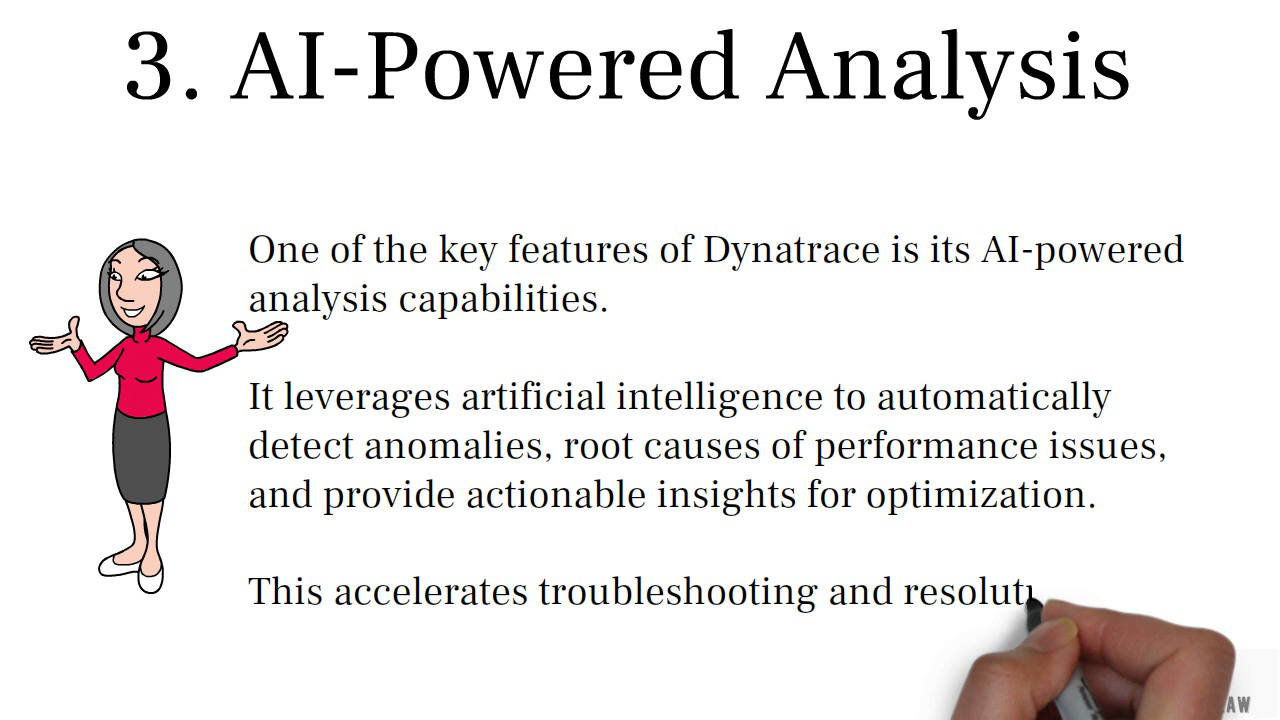 3. AI-Powered Analysis
One of the key features of Dynatrace is its AI-powered
analysis capabilities.
It leverages artificial intelligence to automatically
detect anomalies, root causes of performance issues,
and provide actionable insights for optimization.
This accelerates troubleshooting and